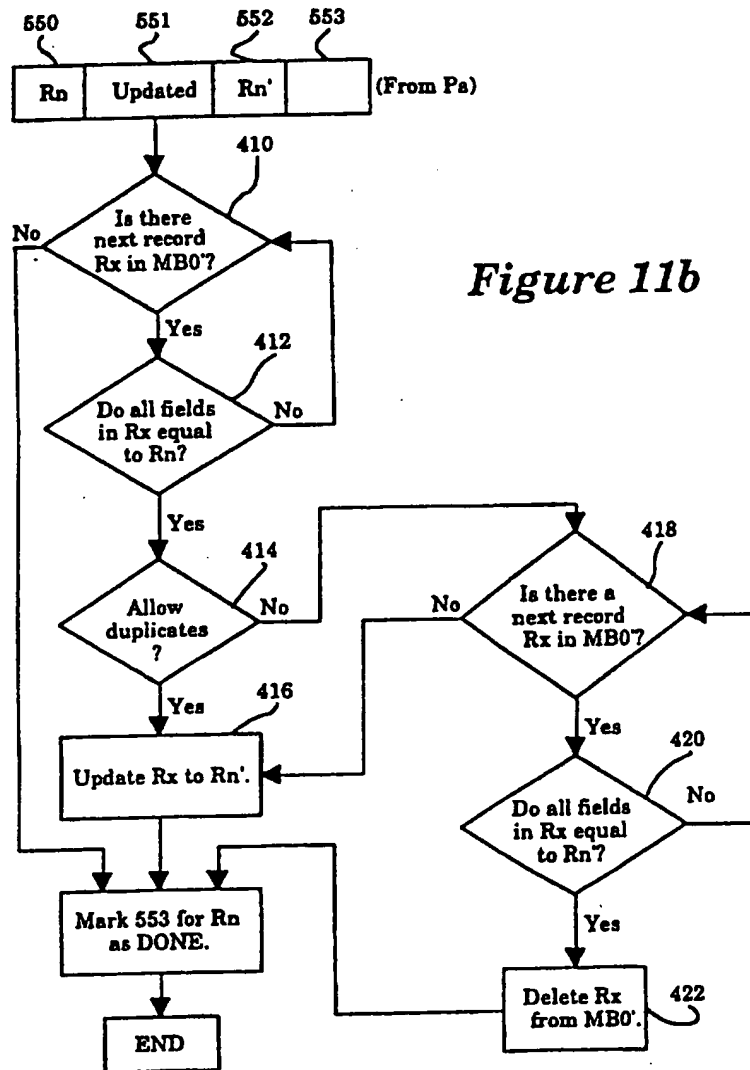 550
551
552
553
Rn
Updated
Rn'
(From Pa)
410
Is there
next record
Rx in MB0'?
No
Yes
Figure 11b
412
Do all fields
in Rx equal
to Rn?
No
Yes
414
Allow
duplicates
?
No
Yes
416
Update Rx to Rn'.
418
Is there a
next record
Rx in MB0'?
No
Yes
420
Do all fields
in Rx equal
to Rn'?
No
Yes
Mark 553 for Rn
as DONE.
Delete Rx
from MB0'.
422
END